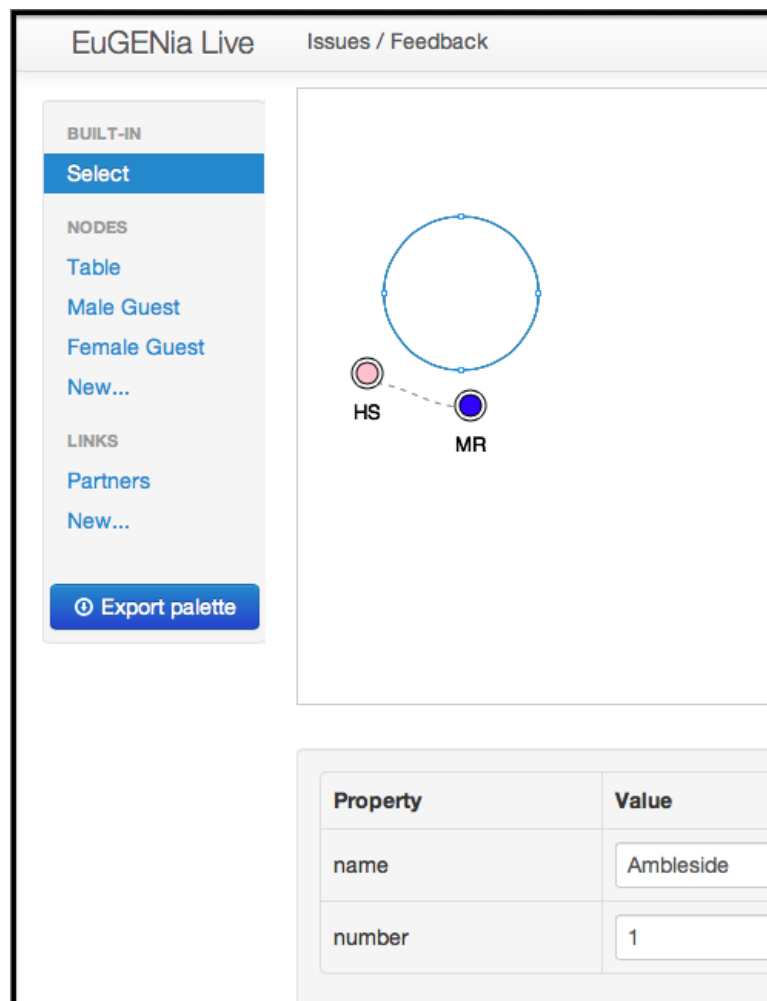 EuGENia Live Issues / Feedback
BUILT-IN
Select
NODES
Table
Male Guest
Female Guest
New...
LINKS
Partners
New...
Export palette
HS
MR
Property Value
name Ambleside
number 1